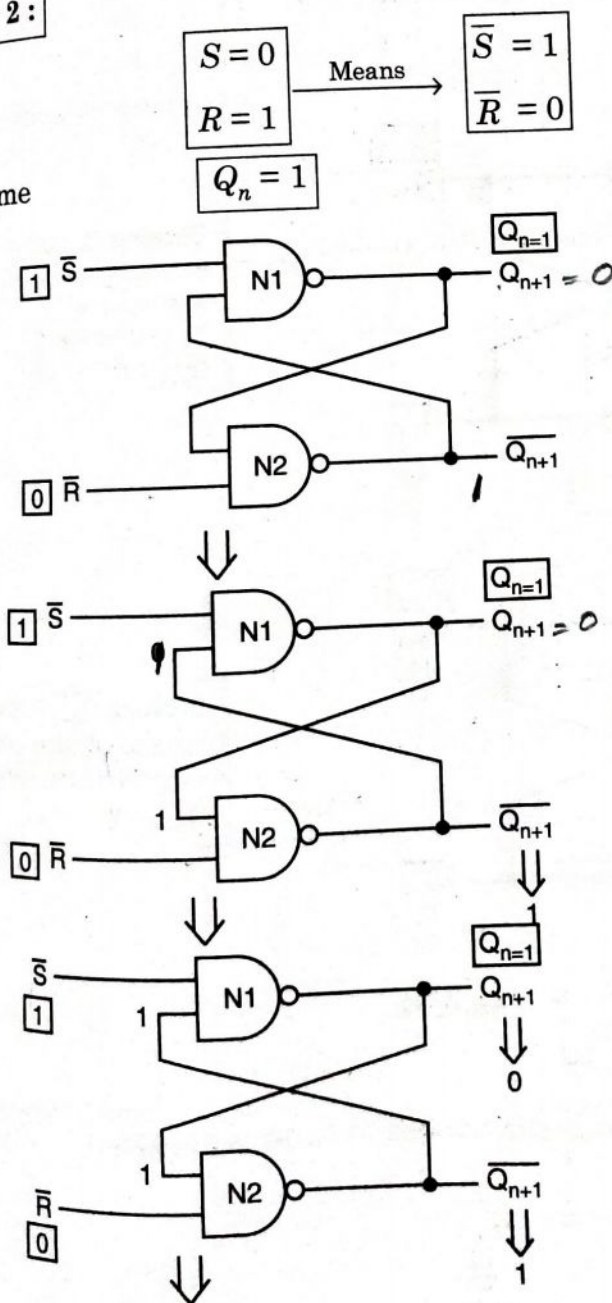 2 :
S = 0
R = 1
Means
S̅ = 1
R̅ = 0
me
Qₙ = 1
Qₙ₌₁
1 S̅
N1
Qₙ₊₁ = 0
N2
Q̅ₙ₊₁
0 R̅
1
Qₙ₌₁
1 S̅
N1
Qₙ₊₁ = 0
1
N2
Q̅ₙ₊₁
0 R̅
1
Qₙ₌₁
S̅
1
1
N1
Qₙ₊₁
0
1
N2
Q̅ₙ₊₁
R̅
0
1